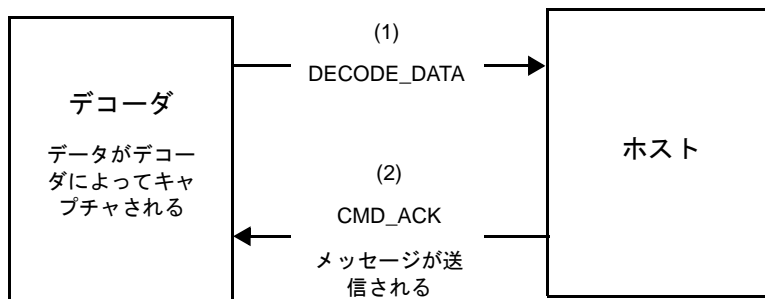 デコーダ
データがデコー
ダによってキャ
プチャされる
(1)
DECODE_DATA
(2)
CMD_ACK
メッセージが送
信される
ホスト